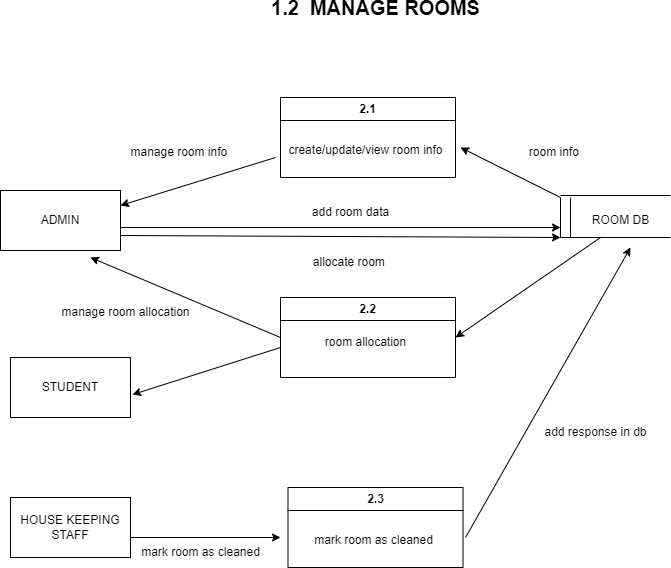 1.2 MANAGE ROOMS
2.1
create/update/view room info
manage room info
room info
ADMIN
add room data
ROOM DB
allocate room
2.2
manage room allocation
room allocation
STUDENT
add response in db
2.3
HOUSE KEEPING
STAFF
mark room as cleaned
mark room as cleaned